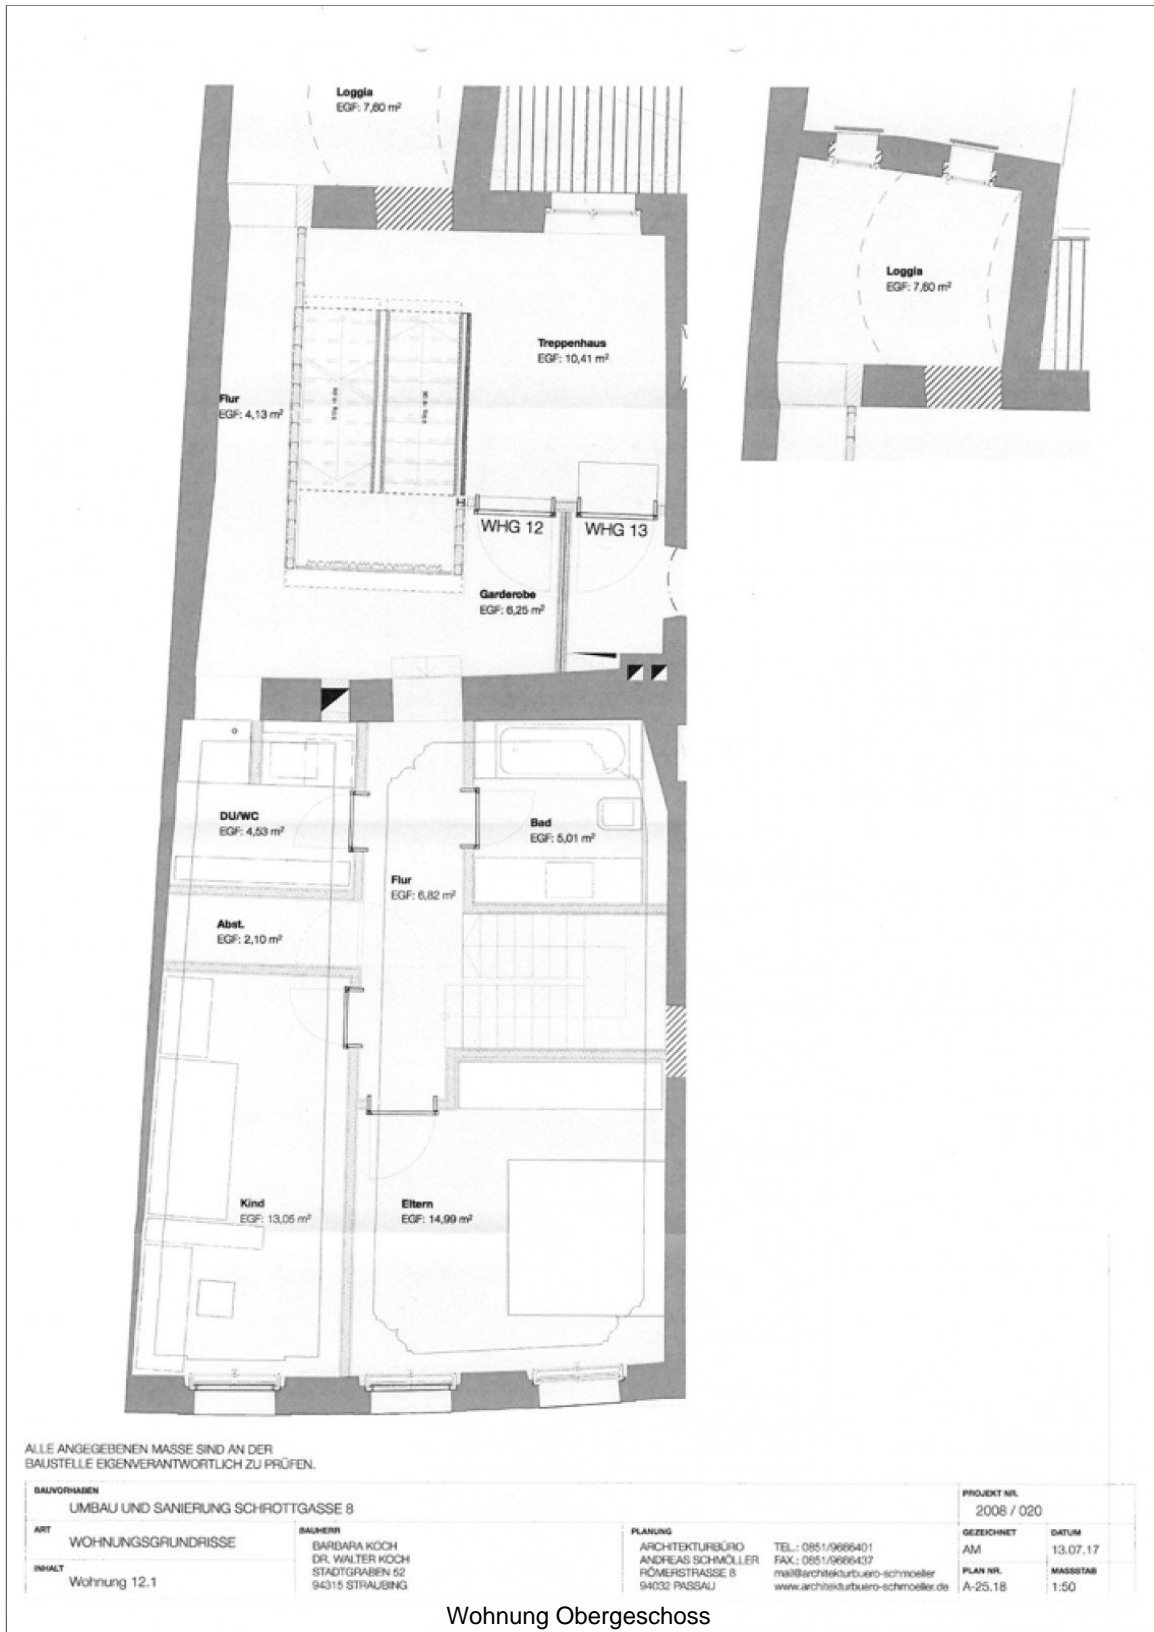 Loggia
EGF: 7,60 m²
Loggia
EGF: 7,60 m²
Treppenhaus
EGF: 10,41 m²
Flur
EGF: 4,13 m²
WHG 12
WHG 13
Garderobe
EGF: 6,25 m²
DU/WC
EGF: 4,53 m²
Bad
EGF: 5,01 m²
Flur
EGF: 6,82 m²
Abst.
EGF: 2,10 m²
Kind
EGF: 13,05 m²
Eltern
EGF: 14,99 m²
ALLE ANGEGEBENEN MASSE SIND AN DER
BAUSTELLE EIGENVERANTWORTLICH ZU PRÜFEN.
BAUVORHABEN
UMBAU UND SANIERUNG SCHROTTGASSE 8
PROJEKT NR.
2008 / 020
ART
WOHNUNGSGRUNDRISSE
INHALT
Wohnung 12.1
BAUHERR
BARBARA KOCH
DR. WALTER KOCH
STADTGRABEN 52
94315 STRAUBING
PLANUNG
ARCHITEKTURBÜRO
ANDREAS SCHMÖLLER
RÖMERSTRASSE 8
94032 PASSAU
TEL.: 0851/9666401
FAX.: 0851/9666437
mail@architekturbuero-schmoeller
www.architekturbuero-schmoeller.de
GEZEICHNET
AM
DATUM
13.07.17
PLAN NR.
A-25.18
MASSSTAB
1:50
Wohnung Obergeschoss